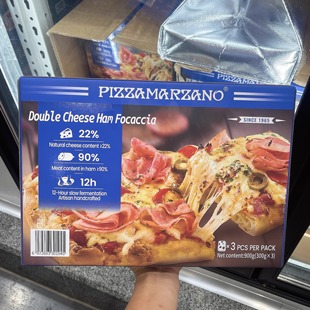 PIZZAMARZANO®
Double Cheese Ham Focaccia
SINCE 1965
22%
Natural cheese content ≥22%
90%
Meat content in ham ≥90%
12h
12-Hour slow fermentation
Artisan handcrafted
×3 PCS PER PACK
Net content:900g(300g×3)